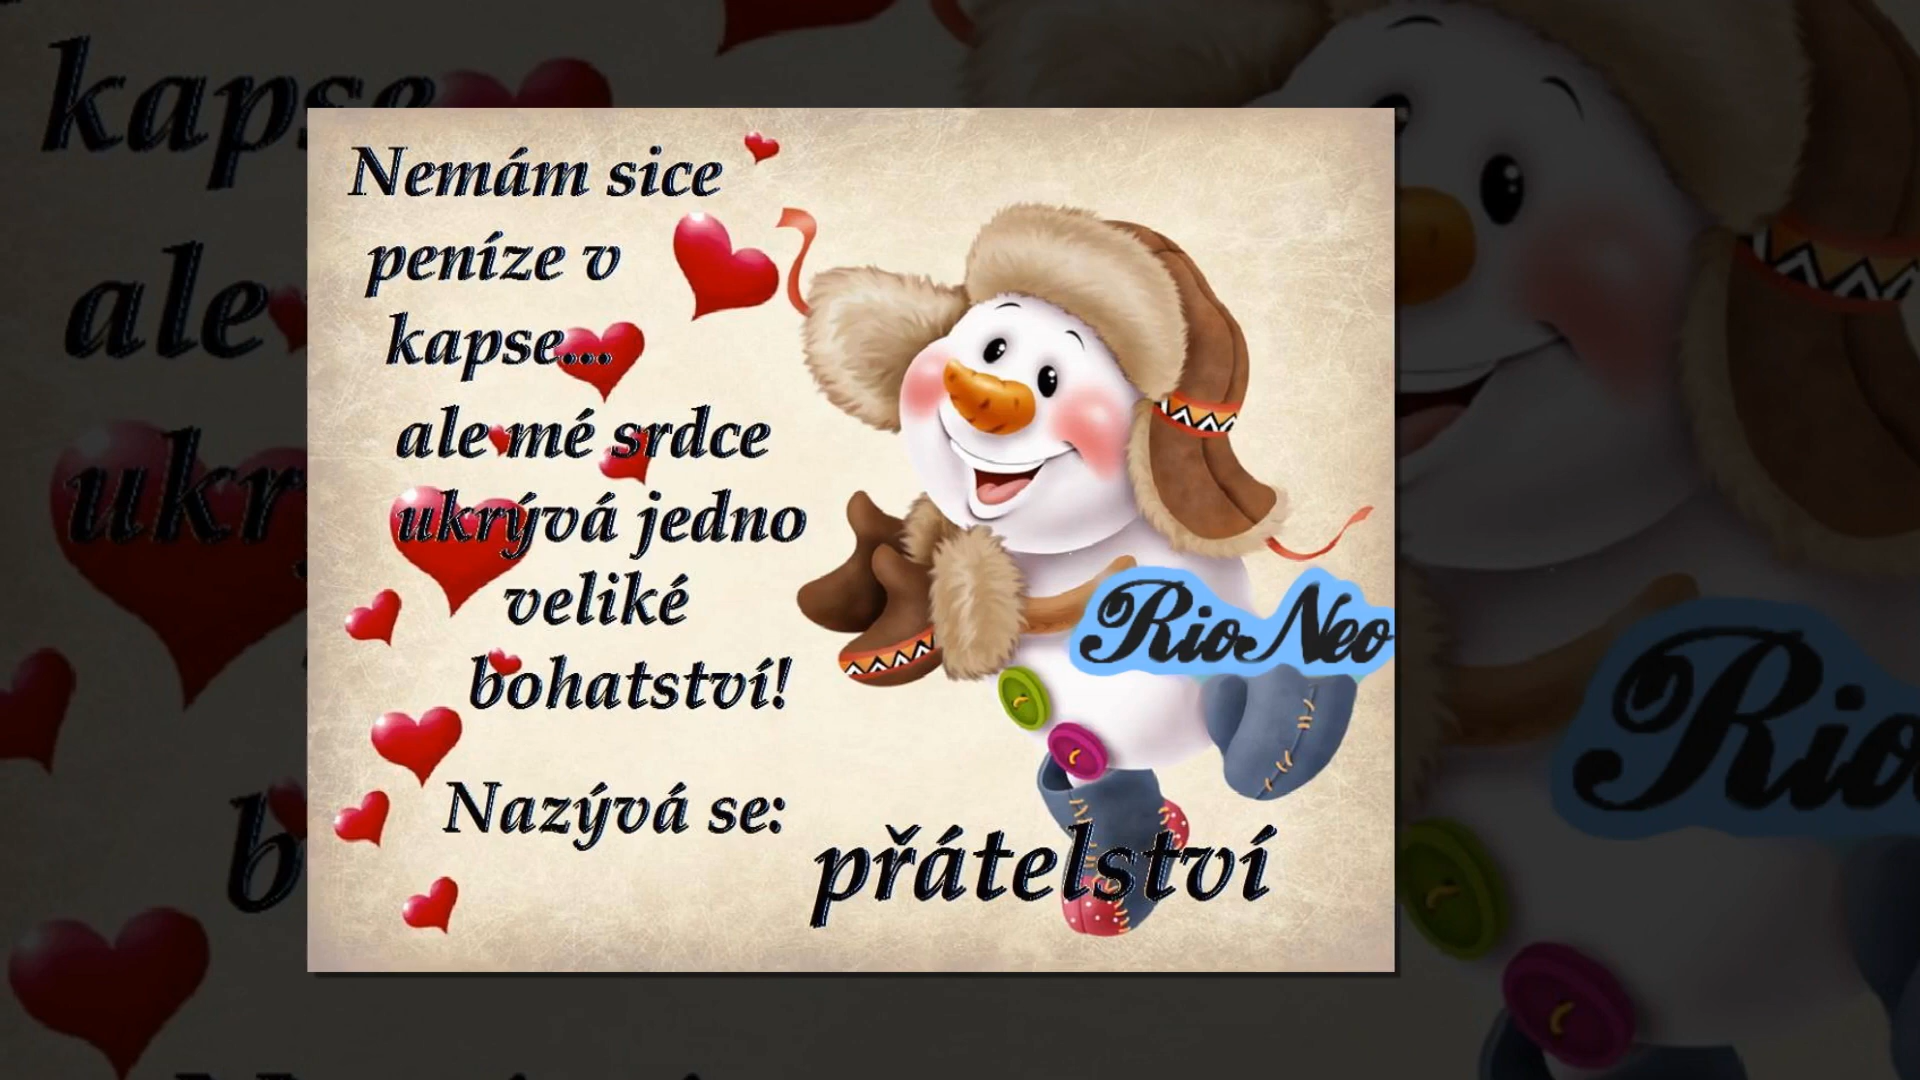 Nemám sice
peníze v
kapse...
ale mé srdce
ukrývá jedno
veliké
bohatství!
Nazývá se:
přátelství
Rio Neo